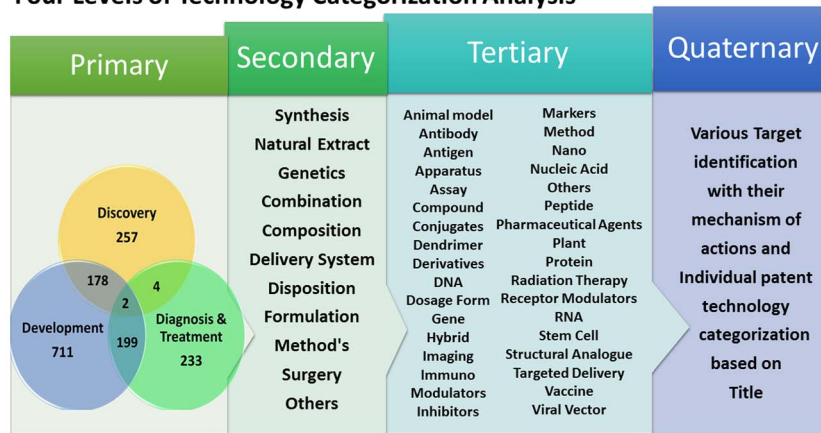 Four Levels of Technology Categorization Analysis
Primary
Discovery
257
178
4
2
Development
711
199
Diagnosis &
Treatment
233
Secondary
Synthesis
Natural Extract
Genetics
Combination
Composition
Delivery System
Disposition
Formulation
Method's
Surgery
Others
Tertiary
Animal model
Antibody
Antigen
Apparatus
Assay
Compound
Conjugates
Dendrimer
Derivatives
DNA
Dosage Form
Gene
Hybrid
Imaging
Immuno
Modulators
Inhibitors
Markers
Method
Nano
Nucleic Acid
Others
Peptide
Pharmaceutical Agents
Plant
Protein
Radiation Therapy
Receptor Modulators
RNA
Stem Cell
Structural Analogue
Targeted Delivery
Vaccine
Viral Vector
Quaternary
Various Target
identification
with their
mechanism of
actions and
Individual patent
technology
categorization
based on
Title